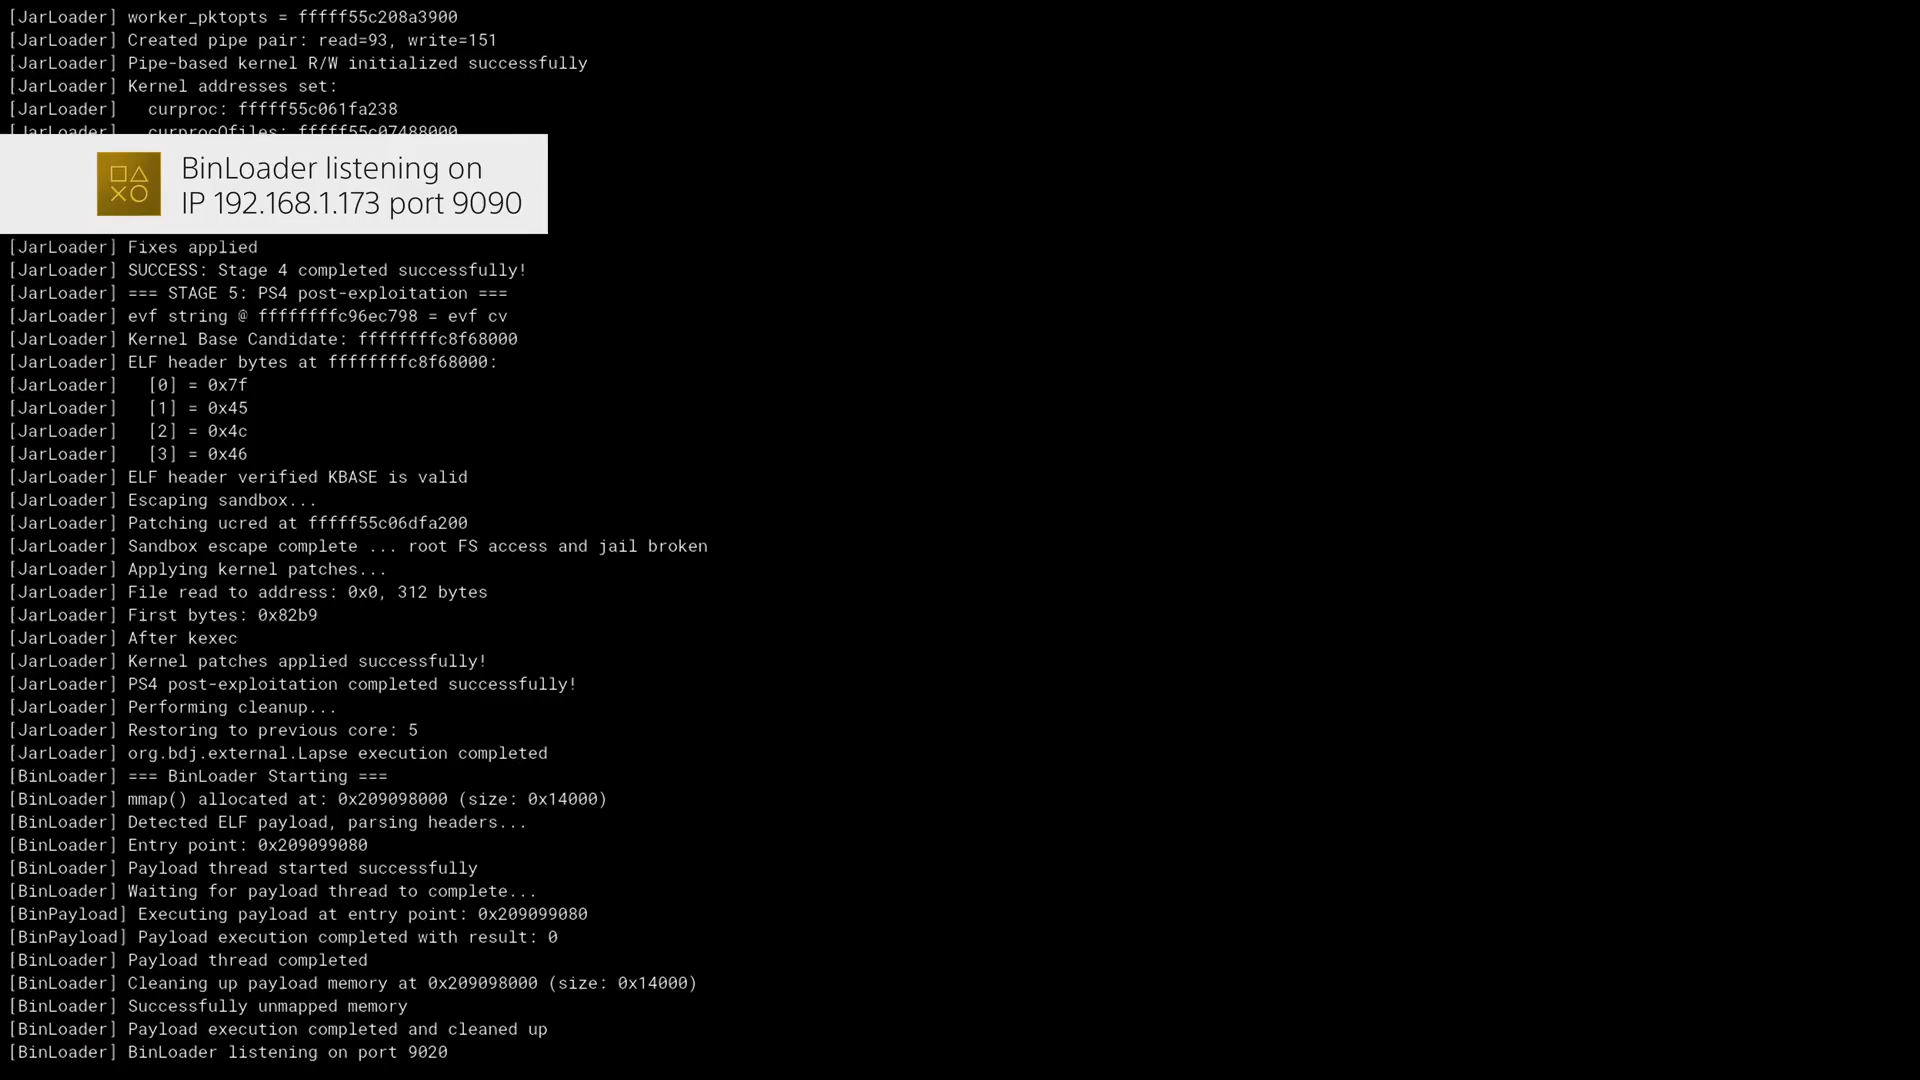 [JarLoader] worker_pktopts = fffff55c208a3900
[JarLoader] Created pipe pair: read=93, write=151
[JarLoader] Pipe-based kernel R/W initialized successfully
[JarLoader] Kernel addresses set:
[JarLoader]   curproc: fffff55c061fa238
[JarLoader]   curprocOfiles: fffff55c07488000
BinLoader listening on
IP 192.168.1.173 port 9090
[JarLoader] Fixes applied
[JarLoader] SUCCESS: Stage 4 completed successfully!
[JarLoader] === STAGE 5: PS4 post-exploitation ===
[JarLoader] evf string @ ffffffffc96ec798 = evf cv
[JarLoader] Kernel Base Candidate: ffffffffc8f68000
[JarLoader] ELF header bytes at ffffffffc8f68000:
[JarLoader]   [0] = 0x7f
[JarLoader]   [1] = 0x45
[JarLoader]   [2] = 0x4c
[JarLoader]   [3] = 0x46
[JarLoader] ELF header verified KBASE is valid
[JarLoader] Escaping sandbox...
[JarLoader] Patching ucred at fffff55c06dfa200
[JarLoader] Sandbox escape complete ... root FS access and jail broken
[JarLoader] Applying kernel patches...
[JarLoader] File read to address: 0x0, 312 bytes
[JarLoader] First bytes: 0x82b9
[JarLoader] After kexec
[JarLoader] Kernel patches applied successfully!
[JarLoader] PS4 post-exploitation completed successfully!
[JarLoader] Performing cleanup...
[JarLoader] Restoring to previous core: 5
[JarLoader] org.bdj.external.Lapse execution completed
[BinLoader] === BinLoader Starting ===
[BinLoader] mmap() allocated at: 0x209098000 (size: 0x14000)
[BinLoader] Detected ELF payload, parsing headers...
[BinLoader] Entry point: 0x209099080
[BinLoader] Payload thread started successfully
[BinLoader] Waiting for payload thread to complete...
[BinPayload] Executing payload at entry point: 0x209099080
[BinPayload] Payload execution completed with result: 0
[BinLoader] Payload thread completed
[BinLoader] Cleaning up payload memory at 0x209098000 (size: 0x14000)
[BinLoader] Successfully unmapped memory
[BinLoader] Payload execution completed and cleaned up
[BinLoader] BinLoader listening on port 9020